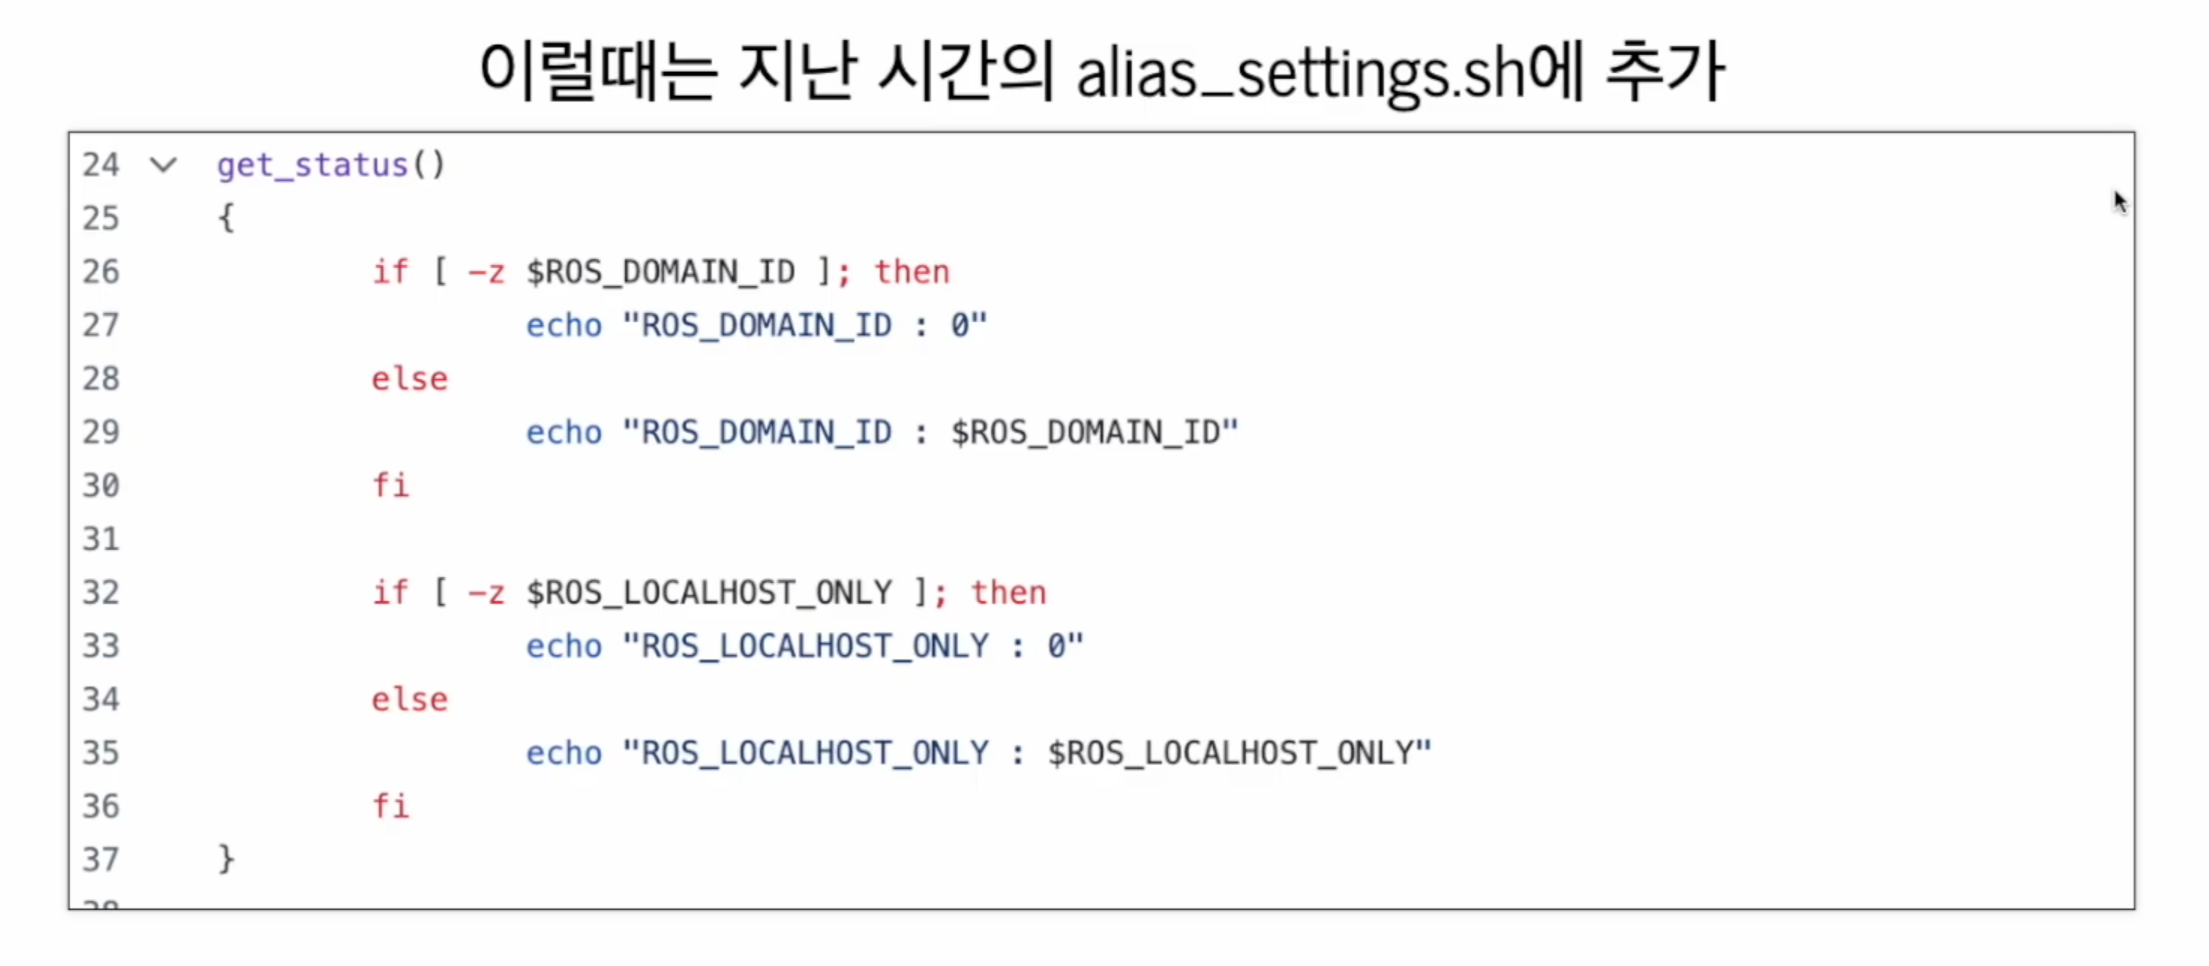 이럴때는 지난 시간의 alias_settings.sh에 추가
24 get_status()
25 {
26 if [ -z $ROS_DOMAIN_ID ]; then
27 echo "ROS_DOMAIN_ID : 0"
28 else
29 echo "ROS_DOMAIN_ID : $ROS_DOMAIN_ID"
30 fi
31
32 if [ -z $ROS_LOCALHOST_ONLY ]; then
33 echo "ROS_LOCALHOST_ONLY : 0"
34 else
35 echo "ROS_LOCALHOST_ONLY : $ROS_LOCALHOST_ONLY"
36 fi
37 }